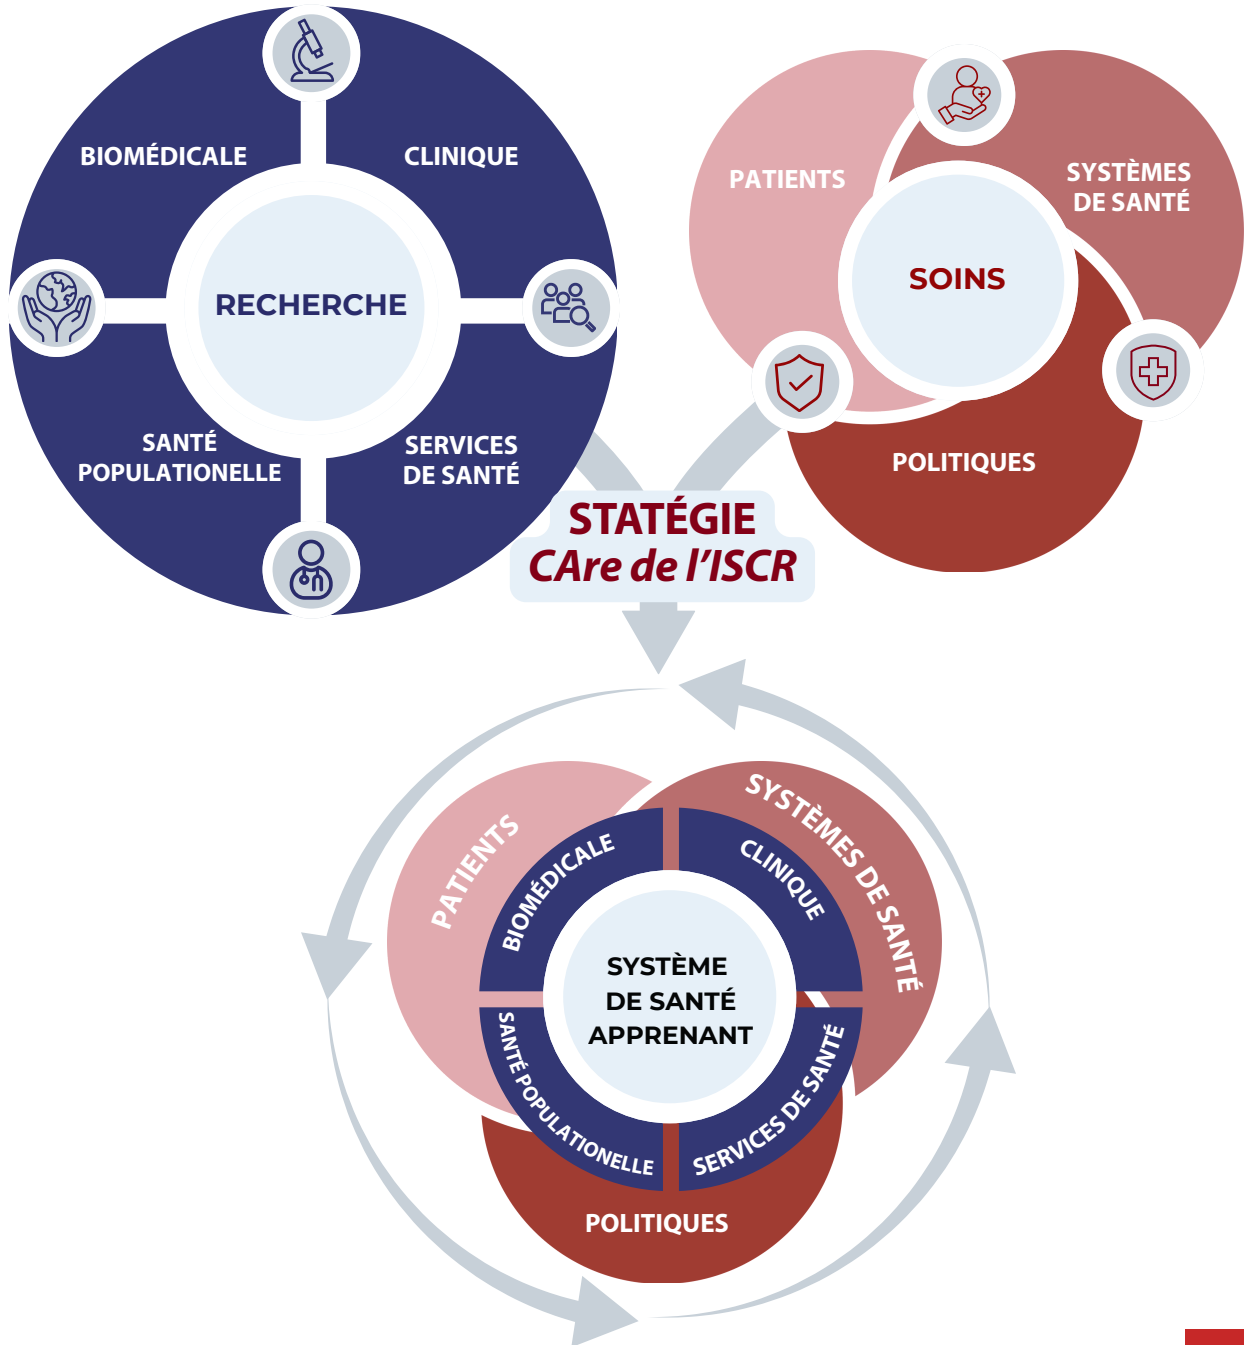 BIOMÉDICALE
CLINIQUE
RECHERCHE
SANTÉ
POPULATIONELLE
SERVICES
DE SANTÉ
PATIENTS
SYSTÈMES
DE SANTÉ
SOINS
POLITIQUES
STATÉGIE
CAre de l'ISCR
PATIENTS
SYSTÈMES DE SANTÉ
BIOMÉDICALE
CLINIQUE
SYSTÈME
DE SANTÉ
APPRENANT
SANTÉ POPULATIONELLE
SERVICES DE SANTÉ
POLITIQUES